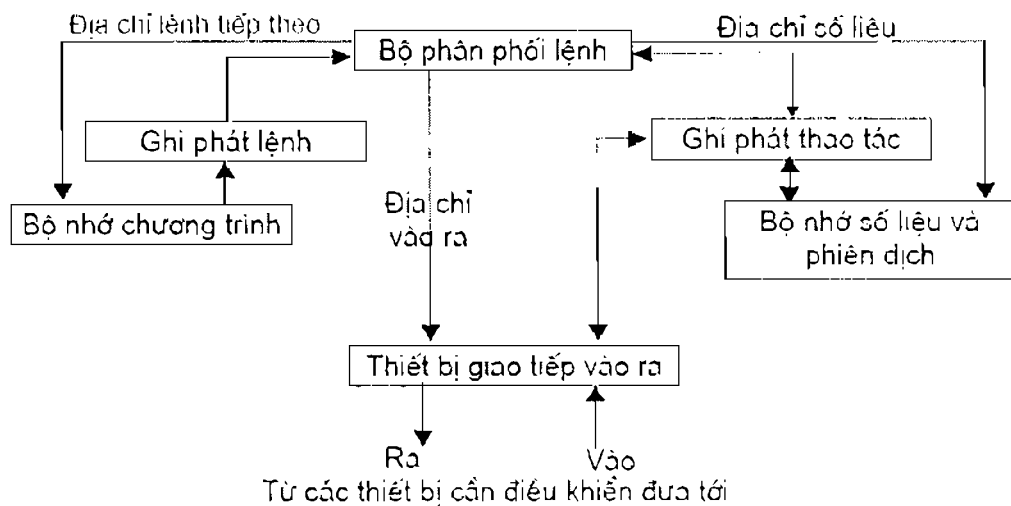 Địa chỉ lệnh tiếp theo
Địa chỉ số liệu
Bộ phân phối lệnh
Ghi phát lệnh
Ghi phát thao tác
Bộ nhớ chương trình
Địa chỉ
vào ra
Bộ nhớ số liệu và
phiên dịch
Thiết bị giao tiếp vào ra
Ra
Vào
Từ các thiết bị cần điều khiển đưa tới